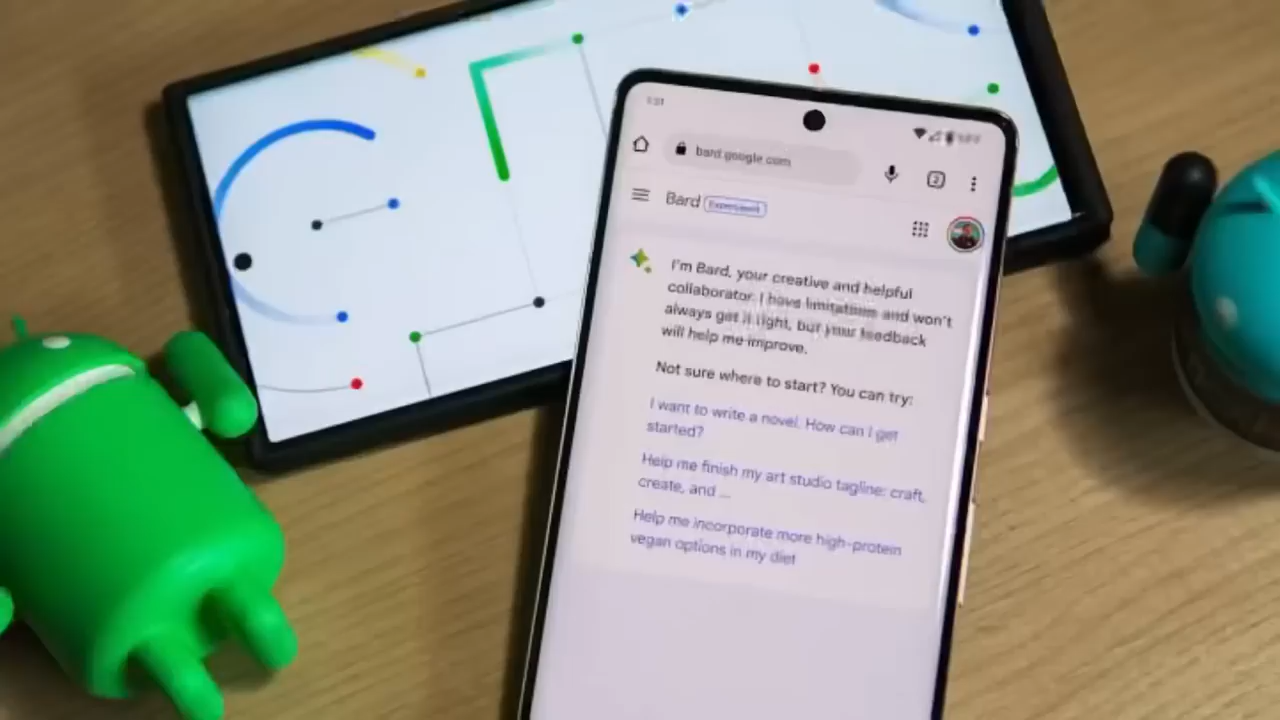 bard.google.com
2
Bard Experiment
I'm Bard, your creative and helpful
collaborator. I have limitations and won't
always get it right, but your feedback
will help me improve.
Not sure where to start? You can try:
I want to write a novel. How can I get
started?
Help me finish my art studio tagline: craft,
create, and ...
Help me incorporate more high-protein
vegan options in my diet